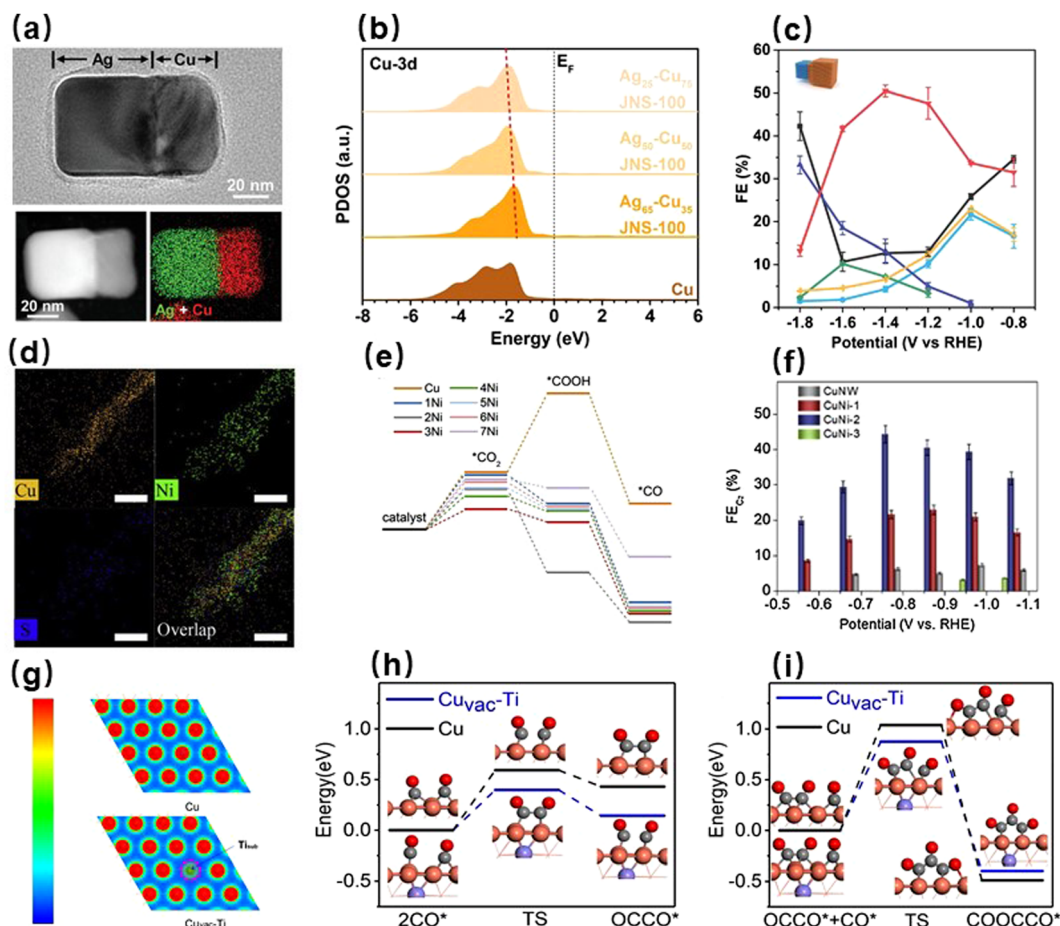 (a)
Ag Cu
20 nm
20 nm
Ag + Cu
(b)
Cu-3d
E_F
Ag25-Cu75
JNS-100
Ag50-Cu50
JNS-100
Ag65-Cu35
JNS-100
Cu
PDOS (a.u.)
-8 -6 -4 -2 0 2 4 6
Energy (eV)
(c)
60
50
40
30
20
10
0
FE (%)
-1.8 -1.6 -1.4 -1.2 -1.0 -0.8
Potential (V vs RHE)
(d)
Cu
Ni
S
Overlap
(e)
Cu 4Ni
1Ni 5Ni
2Ni 6Ni
3Ni 7Ni
*COOH
*CO2
*CO
catalyst
(f)
CuNW
CuNi-1
CuNi-2
CuNi-3
50
40
30
20
10
0
FE_C2 (%)
-0.5 -0.6 -0.7 -0.8 -0.9 -1.0 -1.1
Potential (V vs. RHE)
(g)
Cu
Ti_sub
Cuvac-Ti
(h)
Cuvac-Ti
Cu
1.0
0.5
0.0
-0.5
Energy(eV)
2CO* TS OCCO*
(i)
Cuvac-Ti
Cu
1.0
0.5
0.0
-0.5
Energy(eV)
OCCO*+CO* TS COOCCO*